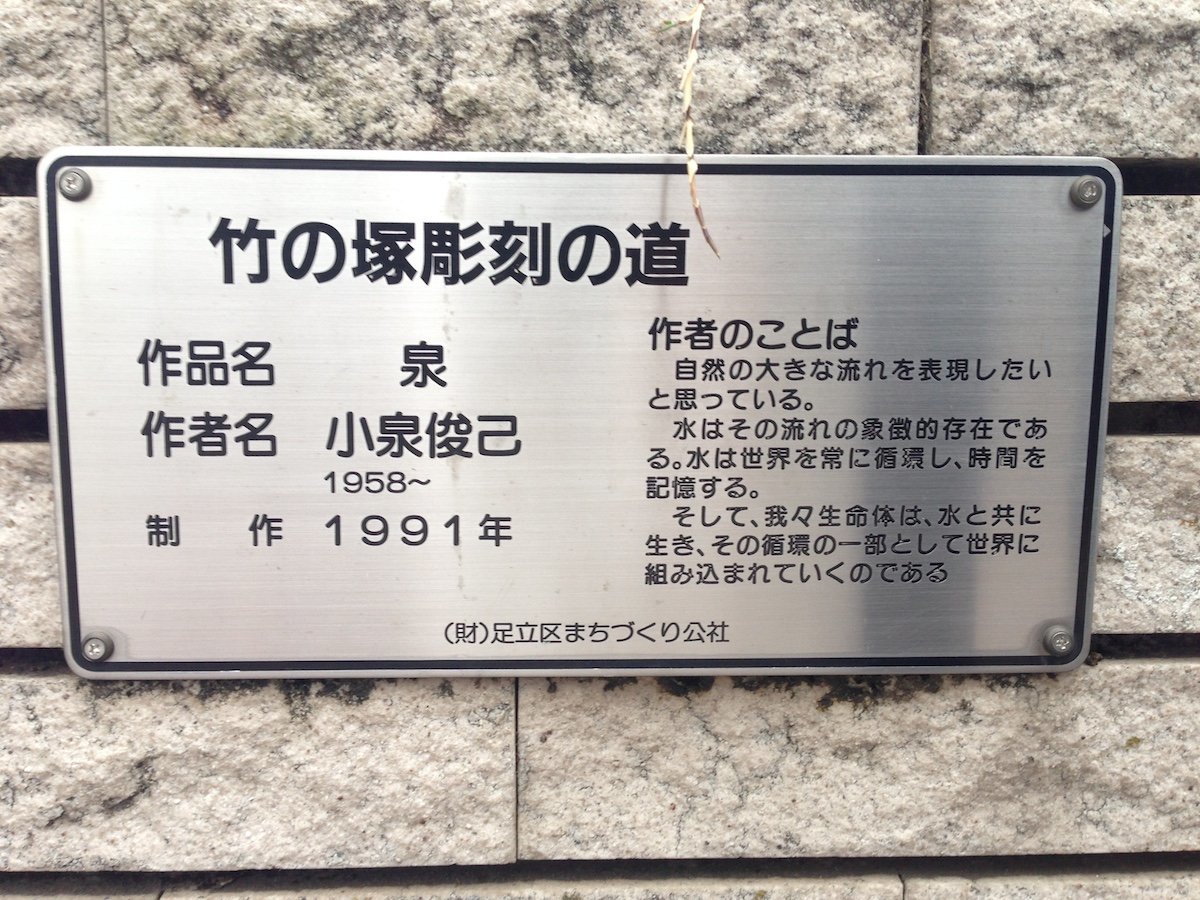 竹の塚彫刻の道
作品名 泉
作者名 小泉俊己
1958~
制 作 1991年
作者のことば
自然の大きな流れを表現したい
と思っている。
水はその流れの象徴的存在であ
る。水は世界を常に循環し、時間を
記憶する。
そして、我々生命体は、水と共に
生き、その循環の一部として世界に
組み込まれていくのである
(財)足立区まちづくり公社